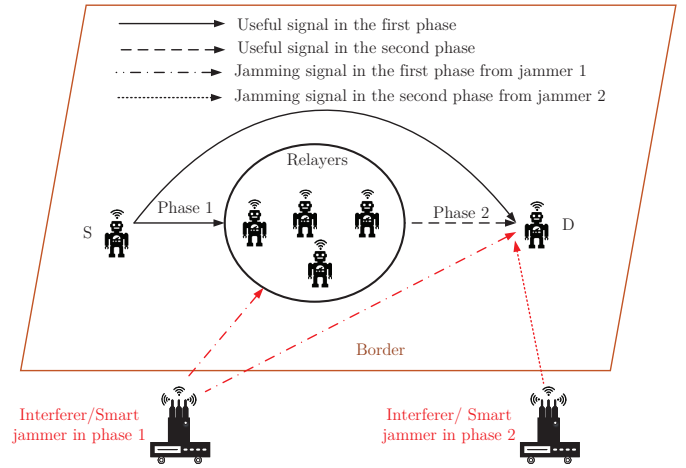 Useful signal in the first phase
Useful signal in the second phase
Jamming signal in the first phase from jammer 1
Jamming signal in the second phase from jammer 2
Relayers
Phase 1
Phase 2
S
D
Border
Interferer/Smart
jammer in phase 1
Interferer/ Smart
jammer in phase 2